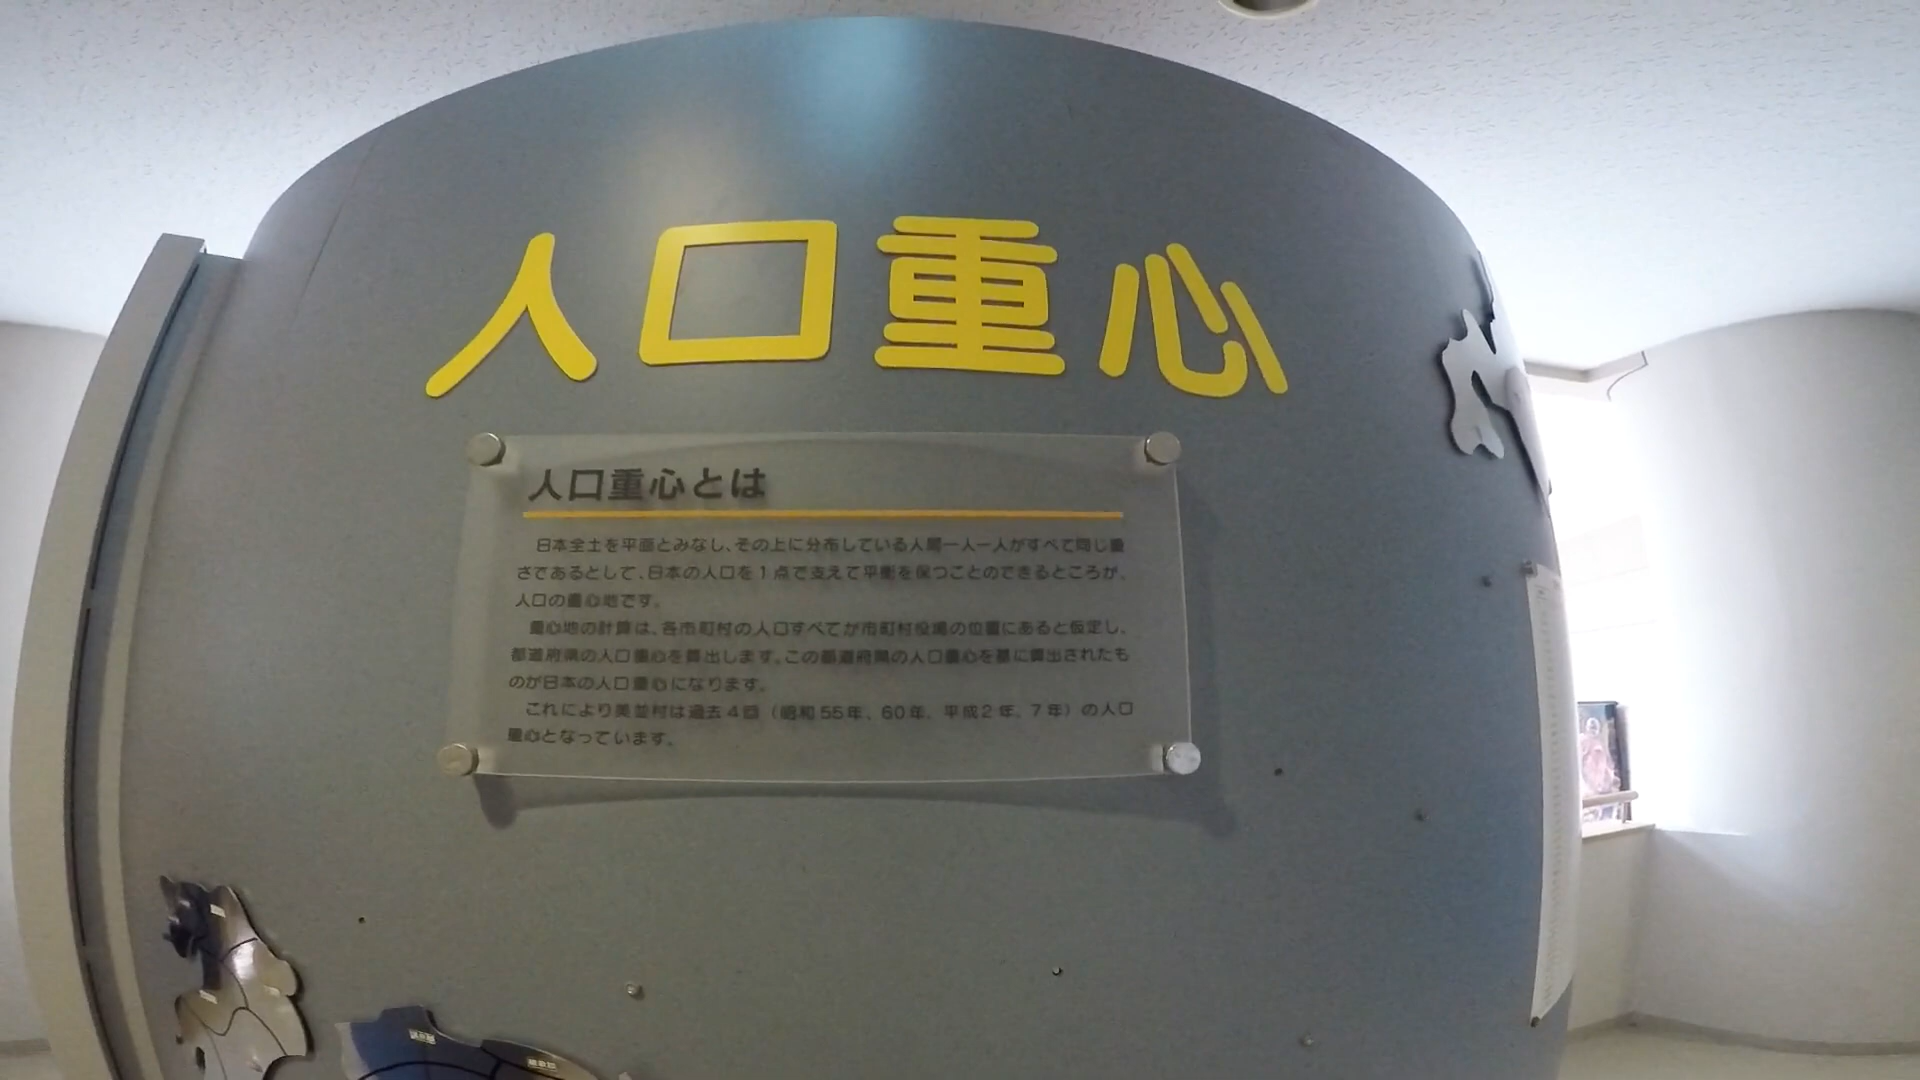 人口重心
人口重心とは
日本全土を平面とみなし、その上に分布している人間一人一人がすべて同じ重
さであるとして、日本の人口を1点で支えて平衡を保つことのできるところが、
人口の重心地です。
重心地の計算は、各市町村の人口すべてが市町村役場の位置にあると仮定し、
都道府県の人口重心を算出します。この都道府県の人口重心を基に算出されたも
のが日本の人口重心になります。
これにより美並村は過去4回（昭和55年、60年、平成2年、7年）の人口
重心となっています。